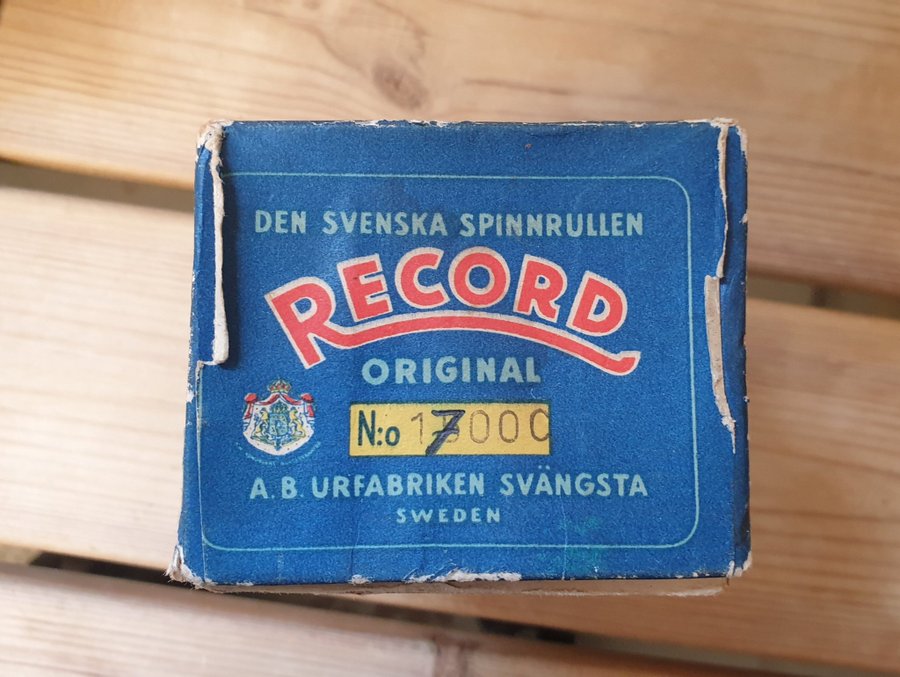 DEN SVENSKA SPINNRULLEN
RECORD
ORIGINAL
N:o 17000
A.B. URFABRIKEN SVÄNGSTA
SWEDEN